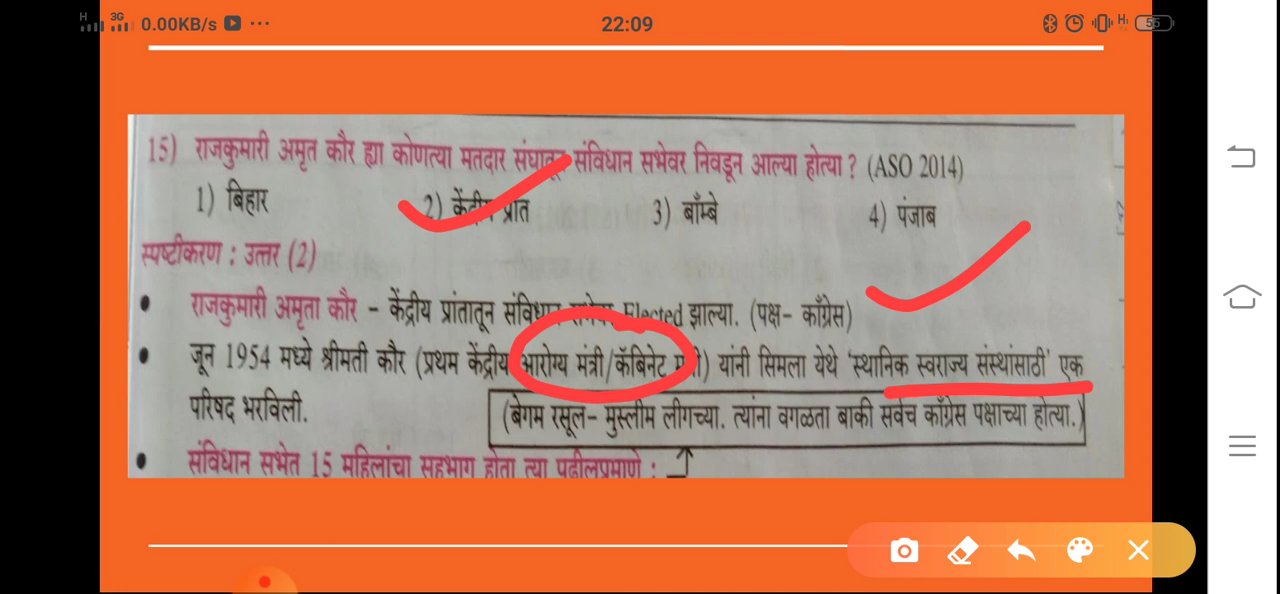 H 3G 0.00KB/s ... 22:09 55
15) राजकुमारी अमृत कौर ह्या कोणत्या मतदार संघातून संविधान सभेवर निवडून आल्या होत्या? (ASO 2014)
1) बिहार 2) केंद्रीय प्रांत 3) बॉम्बे 4) पंजाब
स्पष्टीकरण : उत्तर (2)
• राजकुमारी अमृता कौर – केंद्रीय प्रांतातून संविधान सभेवर Elected झाल्या. (पक्ष- काँग्रेस)
• जून 1954 मध्ये श्रीमती कौर (प्रथम केंद्रीय आरोग्य मंत्री/कॅबिनेट मंत्री) यांनी सिमला येथे 'स्थानिक स्वराज्य संस्थांसाठी' एक
परिषद भरविली. (बेगम रसूल– मुस्लीम लीगच्या. त्यांना वगळता बाकी सर्वच काँग्रेस पक्षाच्या होत्या.)
• संविधान सभेत 15 महिलांचा सहभाग होता त्या पुढीलप्रमाणे :